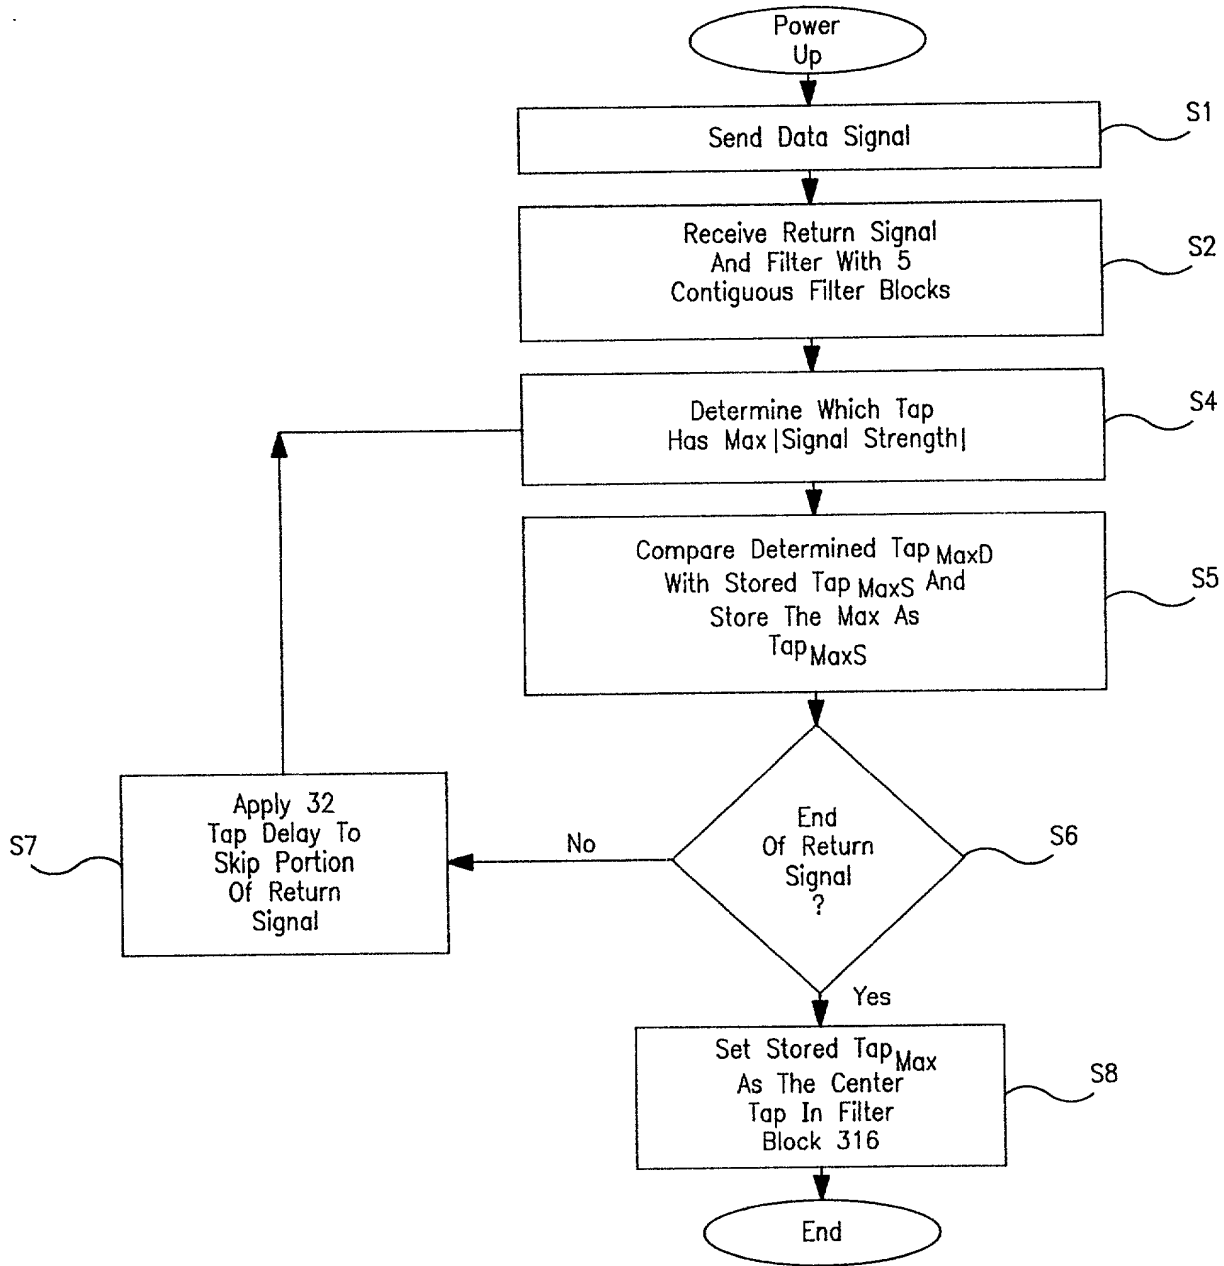 Power
Up
Send Data Signal
S1
Receive Return Signal
And Filter With 5
Contiguous Filter Blocks
S2
Determine Which Tap
Has Max|Signal Strength|
S4
Compare Determined Tap MaxD
With Stored Tap MaxS And
Store The Max As
Tap MaxS
S5
End
Of Return
Signal
?
S6
No
Apply 32
Tap Delay To
Skip Portion
Of Return
Signal
S7
Yes
Set Stored Tap Max
As The Center
Tap In Filter
Block 316
S8
End